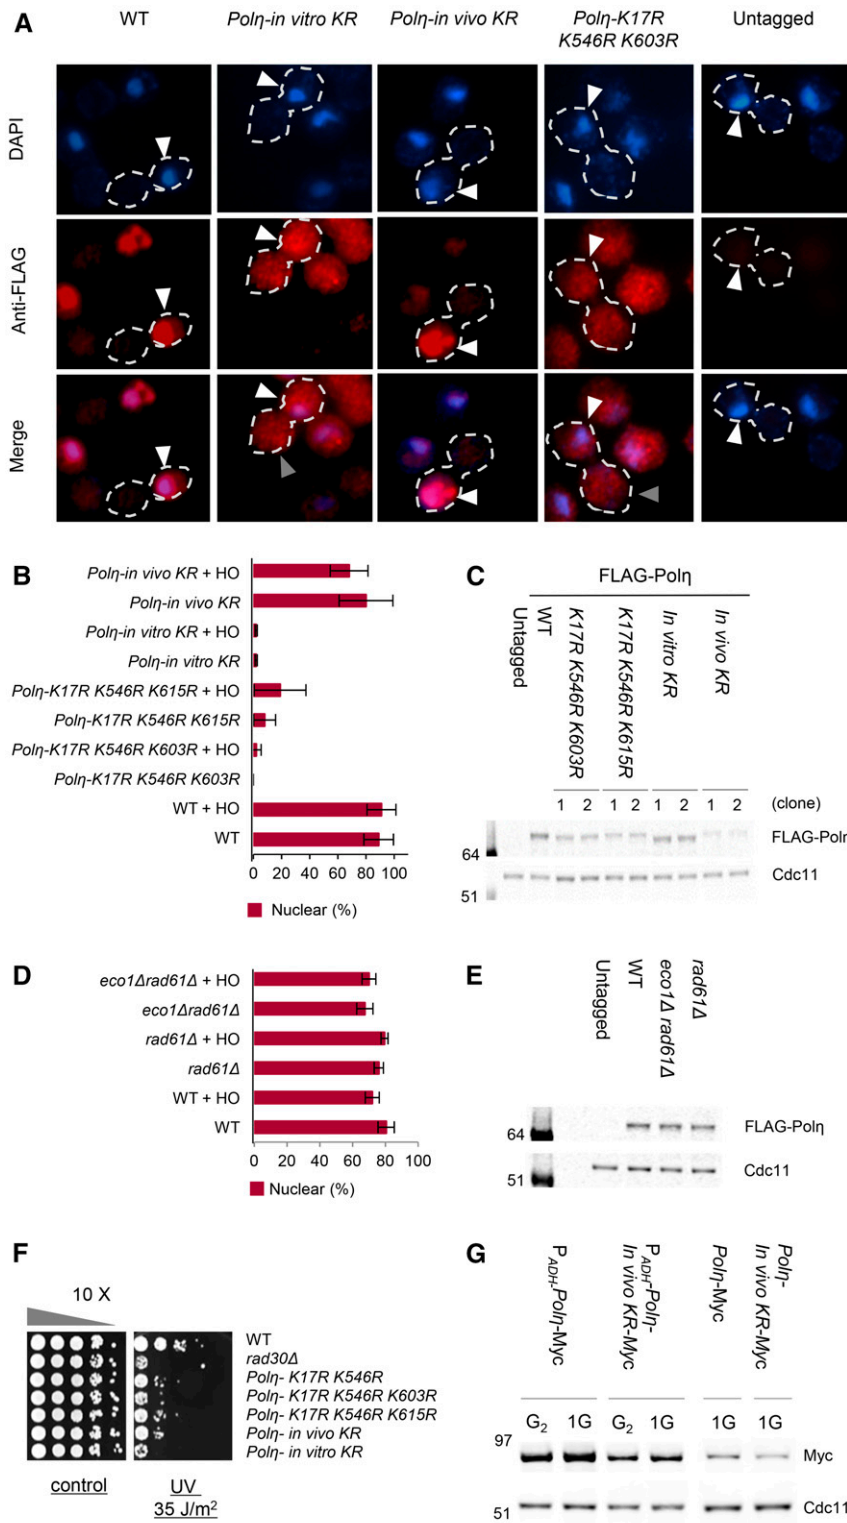 A
WT
Polη-in vitro KR
Polη-in vivo KR
Polη-K17R
K546R K603R
Untagged
DAPI
Anti-FLAG
Merge
B
Polη-in vivo KR + HO
Polη-in vivo KR
Polη-in vitro KR + HO
Polη-in vitro KR
Polη-K17R K546R K615R + HO
Polη-K17R K546R K615R
Polη-K17R K546R K603R + HO
Polη-K17R K546R K603R
WT + HO
WT
0 20 40 60 80 100
Nuclear (%)
C
FLAG-Polη
Untagged
WT
K17R K546R K603R
K17R K546R K615R
In vitro KR
In vivo KR
1 2 1 2 1 2 1 2 (clone)
FLAG-Polη
64
Cdc11
51
D
eco1Δrad61Δ + HO
eco1Δrad61Δ
rad61Δ + HO
rad61Δ
WT + HO
WT
0 20 40 60 80 100
Nuclear (%)
E
Untagged
WT
eco1Δ rad61Δ
rad61Δ
64
FLAG-Polη
51
Cdc11
F
10 X
WT
rad30Δ
Polη- K17R K546R
Polη- K17R K546R K603R
Polη- K17R K546R K615R
Polη- in vivo KR
Polη- in vitro KR
control
UV
35 J/m²
G
PADH-Polη-Myc
PADH-Polη-
In vivo KR-Myc
Polη-Myc
Polη-
In vivo KR-Myc
G₂ 1G G₂ 1G 1G 1G
97
Myc
51
Cdc11